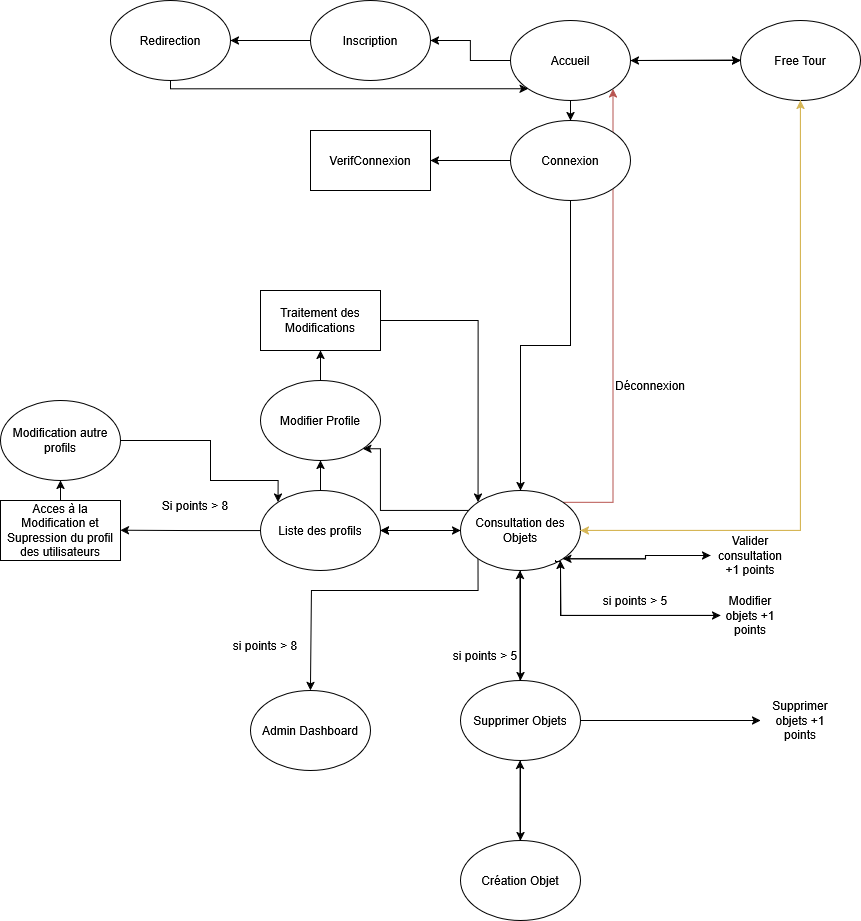 Redirection
Inscription
Accueil
Free Tour
VerifConnexion
Connexion
Traitement des
Modifications
Déconnexion
Modifier Profile
Modification autre
profils
Si points > 8
Acces à la
Modification et
Supression du profil
des utilisateurs
Liste des profils
Consultation des
Objets
Valider
consultation
+1 points
si points > 5
Modifier
objets +1
points
si points > 8
si points > 5
Admin Dashboard
Supprimer Objets
Supprimer
objets +1
points
Création Objet